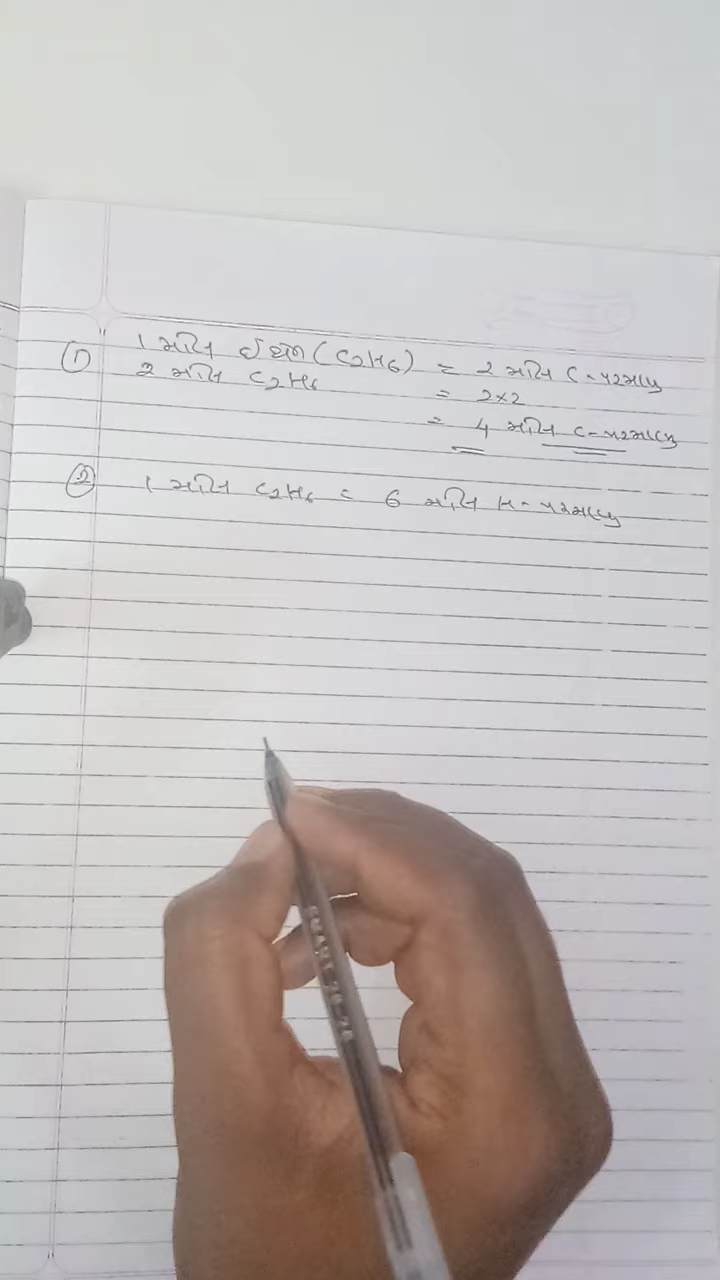 ① 1 મોલ ઈથેન (C2H6) = 2 મોલ C-પરમાણુ
2 મોલ C2H6 = 2×2
= 4 મોલ C-પરમાણુ
② 1 મોલ C2H6 = 6 મોલ H-પરમાણુ